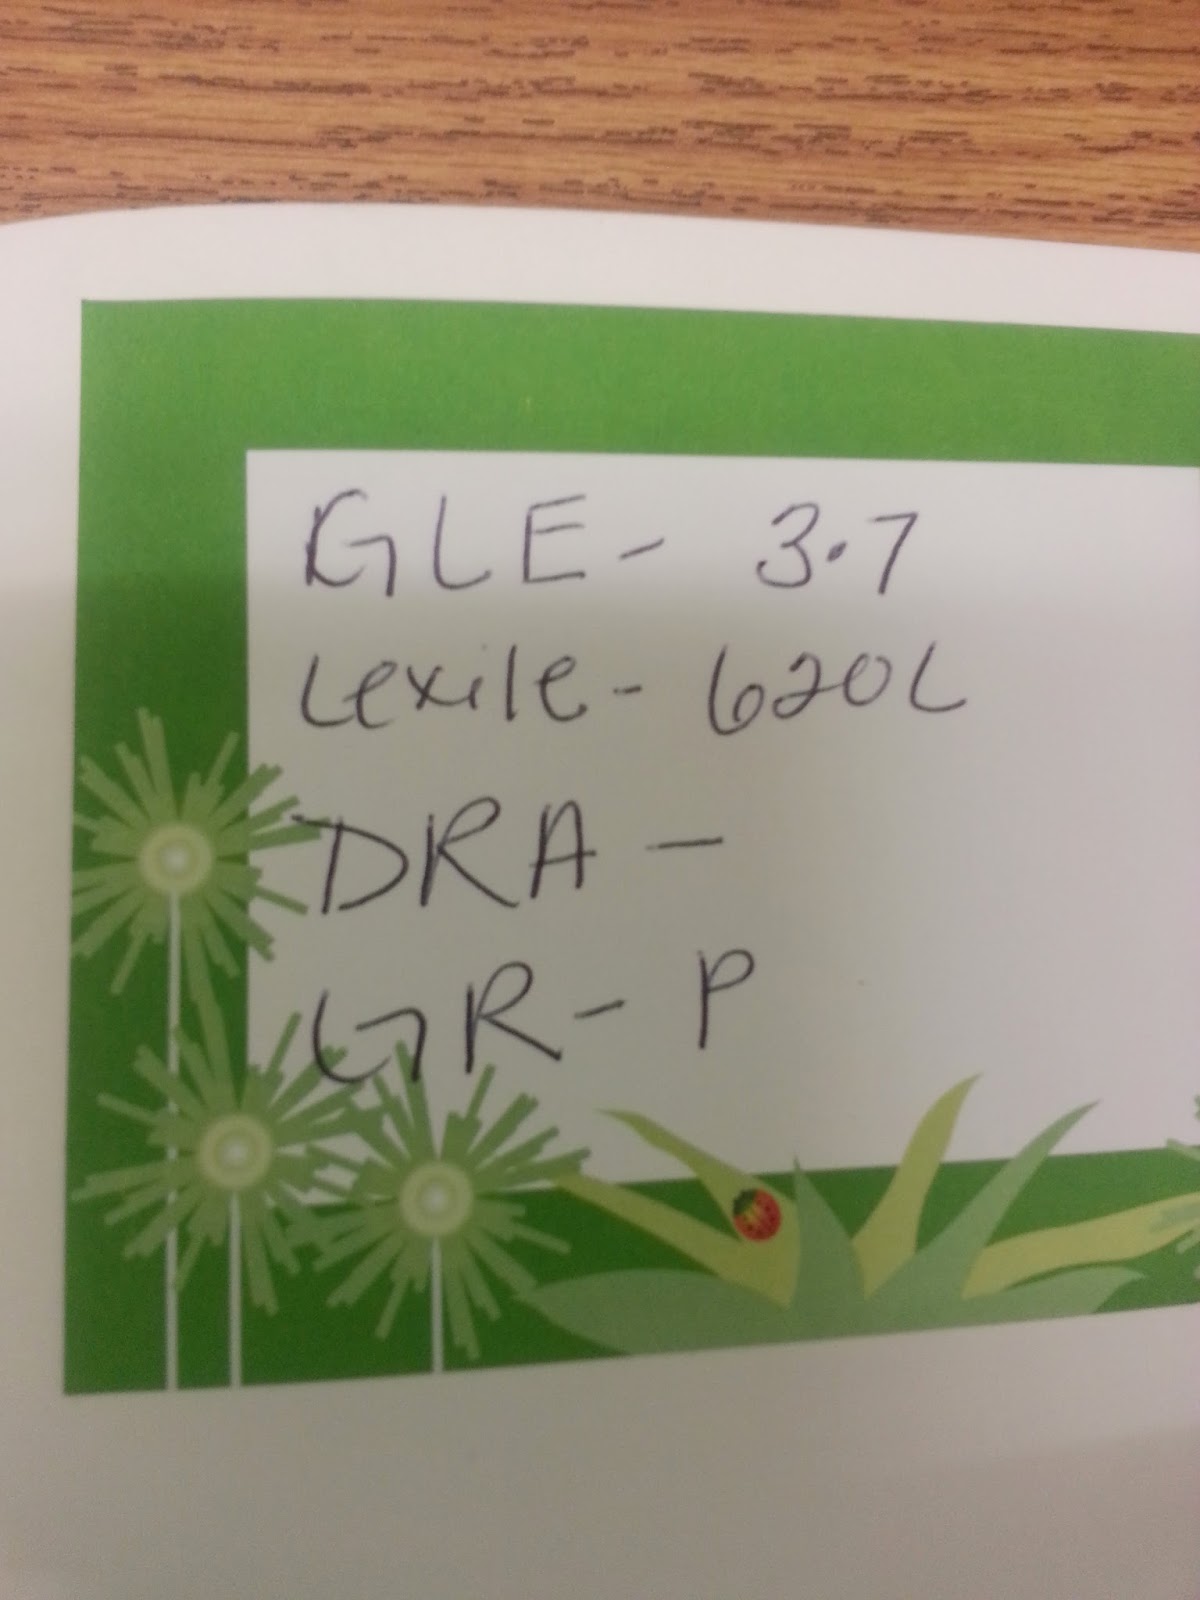 GLE - 3.7
Lexile - 620L
DRA -
GR - P